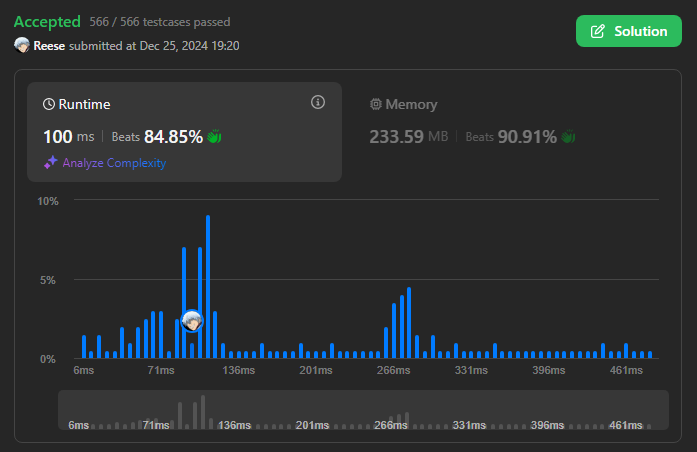 Accepted 566 / 566 testcases passed
Reese submitted at Dec 25, 2024 19:20
Solution
Runtime
100 ms Beats 84.85%
Analyze Complexity
Memory
233.59 MB Beats 90.91%
10%
5%
0%
6ms 71ms 136ms 201ms 266ms 331ms 396ms 461ms
6ms 71ms 136ms 201ms 266ms 331ms 396ms 461ms